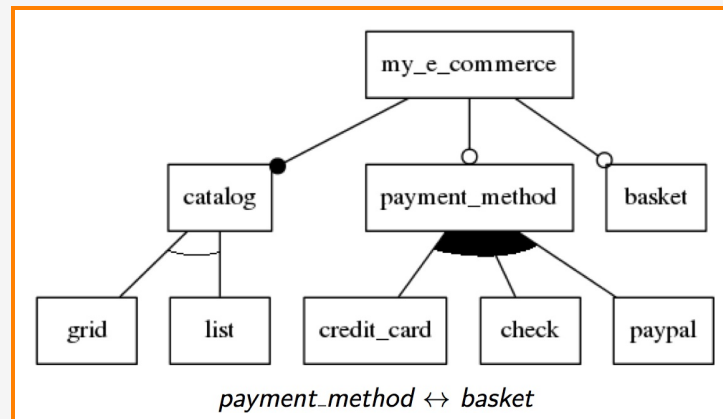 my_e_commerce
catalog
payment_method
basket
grid
list
credit_card
check
paypal
payment_method ↔ basket